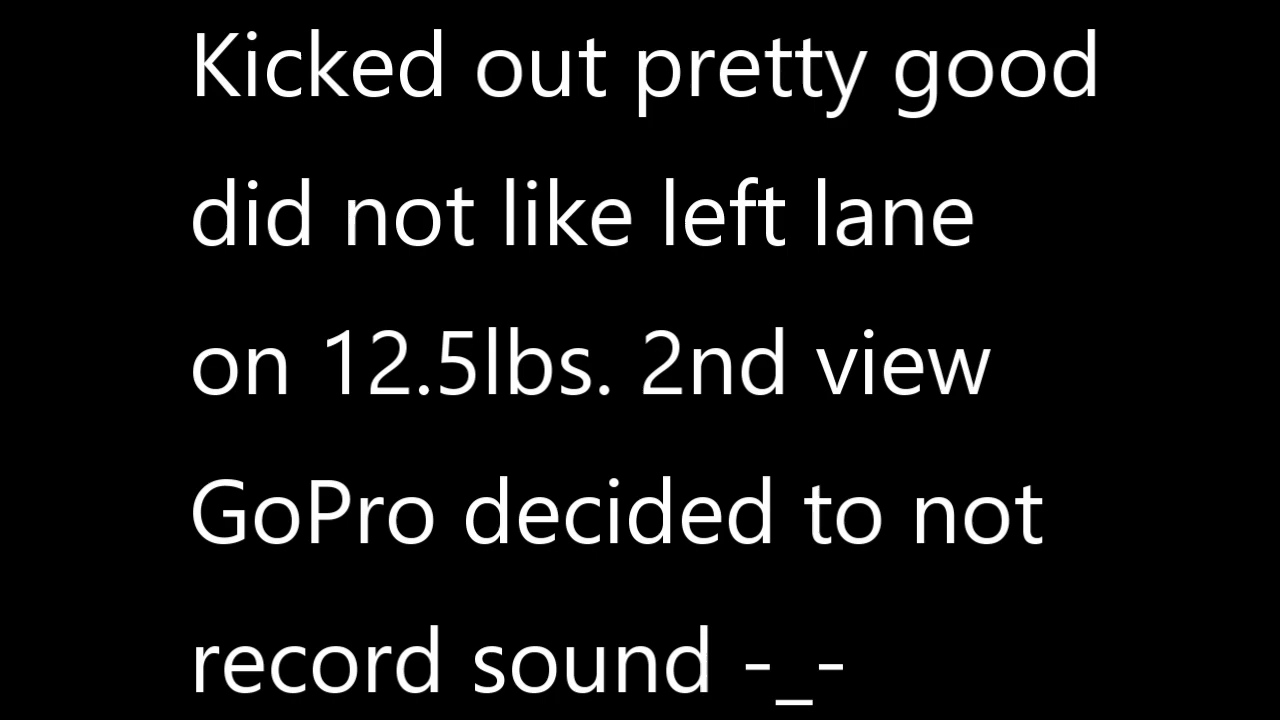 Kicked out pretty good
did not like left lane
on 12.5lbs. 2nd view
GoPro decided to not
record sound -_-